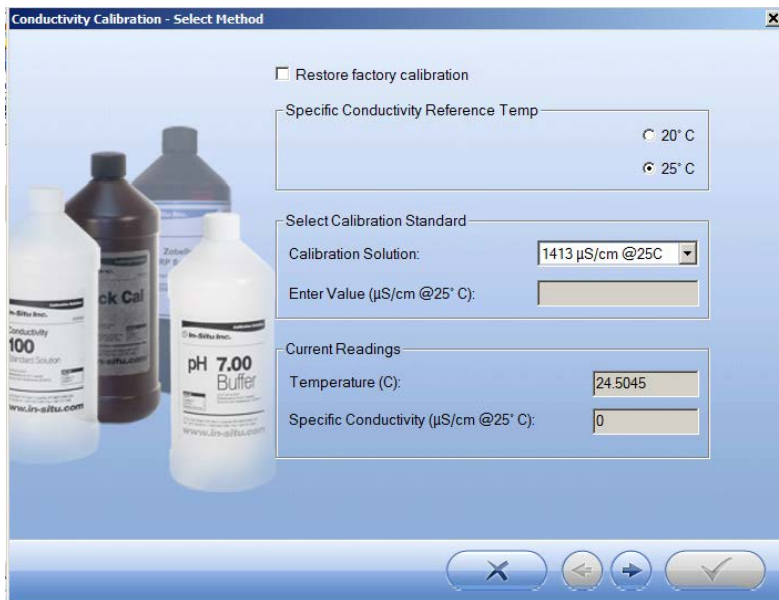 Conductivity Calibration - Select Method
Restore factory calibration
Specific Conductivity Reference Temp
20° C
25° C
Select Calibration Standard
Calibration Solution:
1413 µS/cm @25C
Enter Value (µS/cm @25° C):
Current Readings
Temperature (C):
24.5045
Specific Conductivity (µS/cm @25° C):
0
In-Situ Inc.
Conductivity
100
Standard Solution
www.in-situ.com
ck Cal
In-Situ Inc.
pH 7.00
Buffer
www.in-situ.com